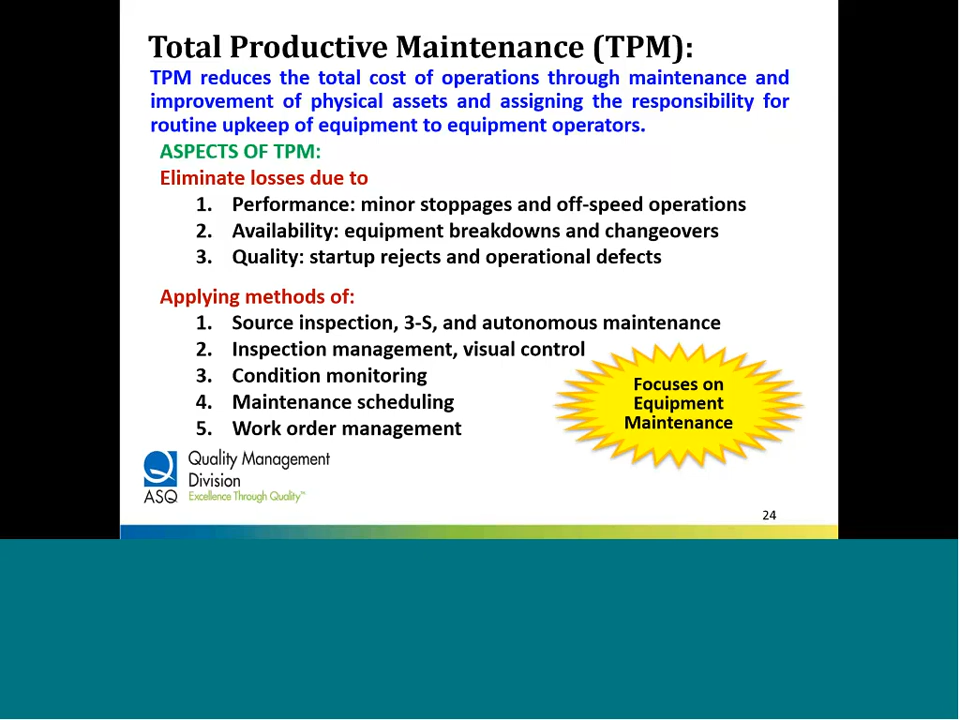 Total Productive Maintenance (TPM):
TPM reduces the total cost of operations through maintenance and
improvement of physical assets and assigning the responsibility for
routine upkeep of equipment to equipment operators.
ASPECTS OF TPM:
Eliminate losses due to
1. Performance: minor stoppages and off-speed operations
2. Availability: equipment breakdowns and changeovers
3. Quality: startup rejects and operational defects
Applying methods of:
1. Source inspection, 3-S, and autonomous maintenance
2. Inspection management, visual control
3. Condition monitoring
4. Maintenance scheduling
5. Work order management
Focuses on
Equipment
Maintenance
Quality Management
Division
ASQ Excellence Through Quality™
24